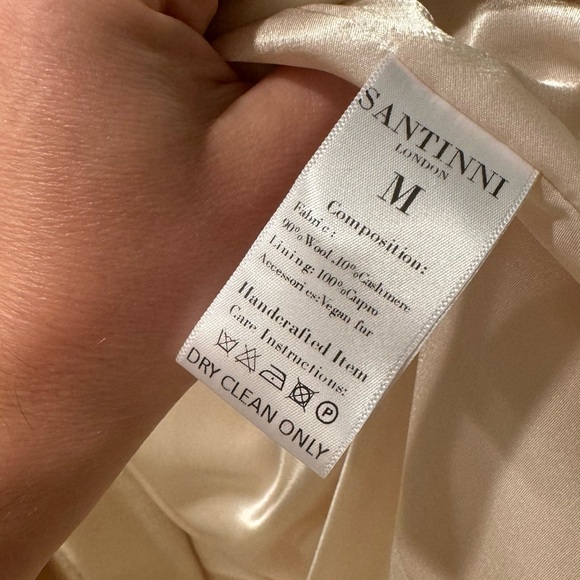 SANTINNI
LONDON
M
Composition:
Fabric:
90%Wool.10%Cashmere
Lining:100%Cupro
Accessories:Vegan fur
Handcrafted Item
Care Instructions:
P
DRY CLEAN ONLY